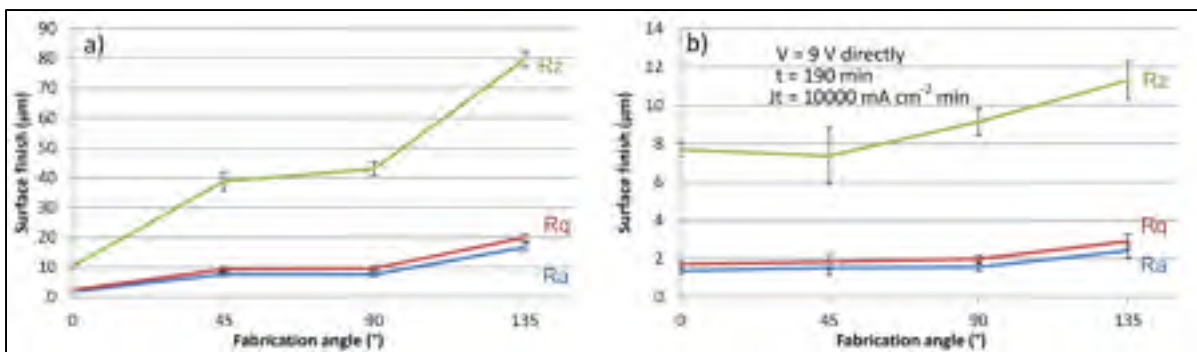 a)
90
80
70
60
50
40
30
20
10
0
Surface finish (µm)
Rz
Rq
Ra
0 45 90 135
Fabrication angle (°)
b)
14
12
10
8
6
4
2
0
Surface finish (µm)
V = 9 V directly
t = 190 min
Jt = 10000 mA cm⁻² min
Rz
Rq
Ra
0 45 90 135
Fabrication angle (°)